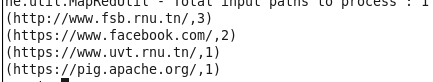 ne.util.MapRedUtil - Total input paths to process : 1
(http://www.fsb.rnu.tn/,3)
(https://www.facebook.com/,2)
(https://www.uvt.rnu.tn/,1)
(https://pig.apache.org/,1)